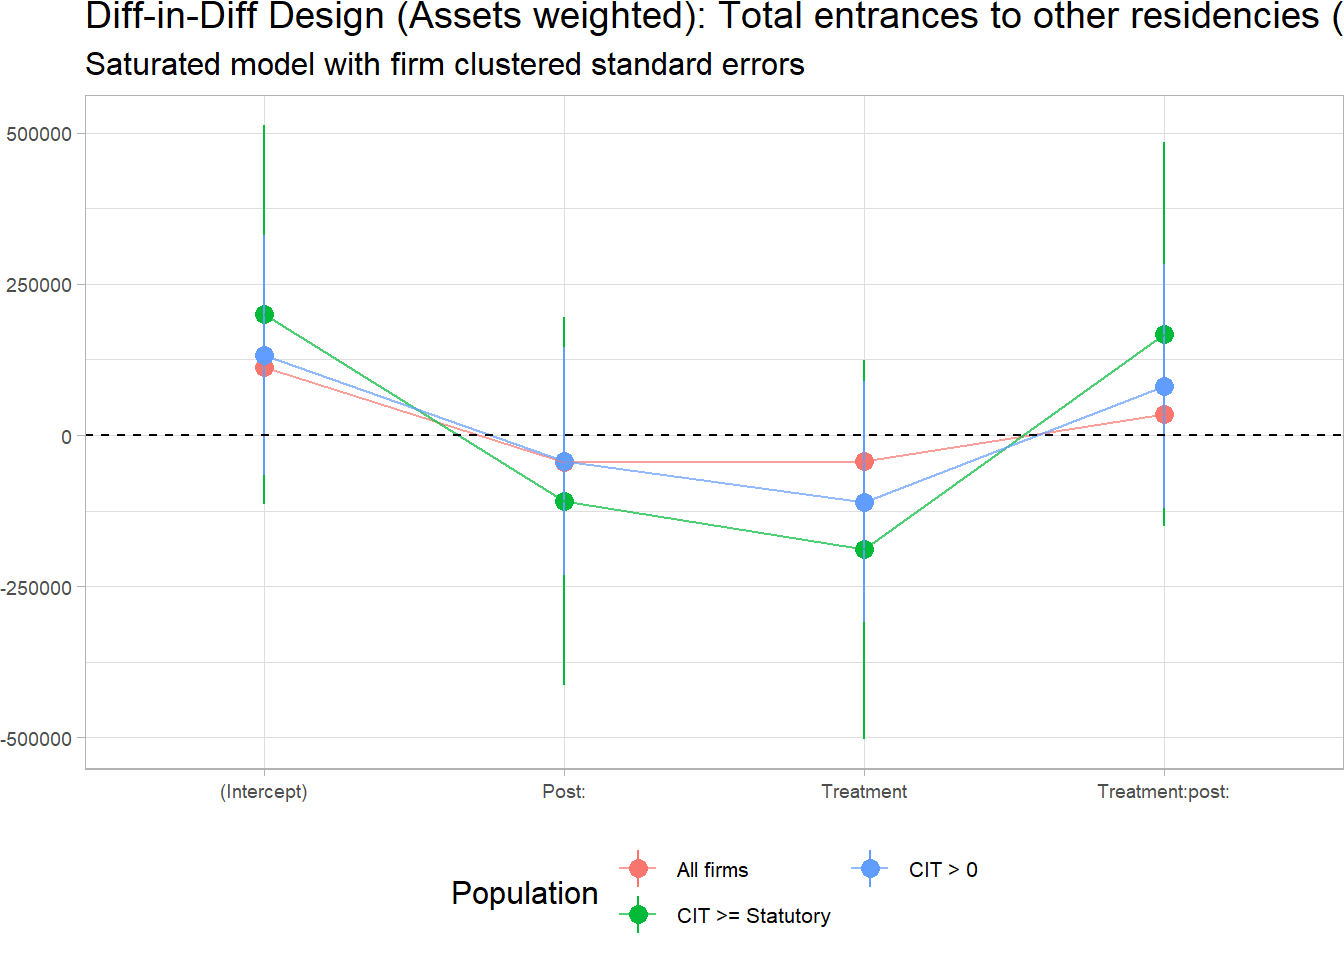 Diff-in-Diff Design (Assets weighted): Total entrances to other residencies (
Saturated model with firm clustered standard errors
500000
250000
0
-250000
-500000
(Intercept) Post: Treatment Treatment:post:
Population
All firms
CIT > 0
CIT >= Statutory